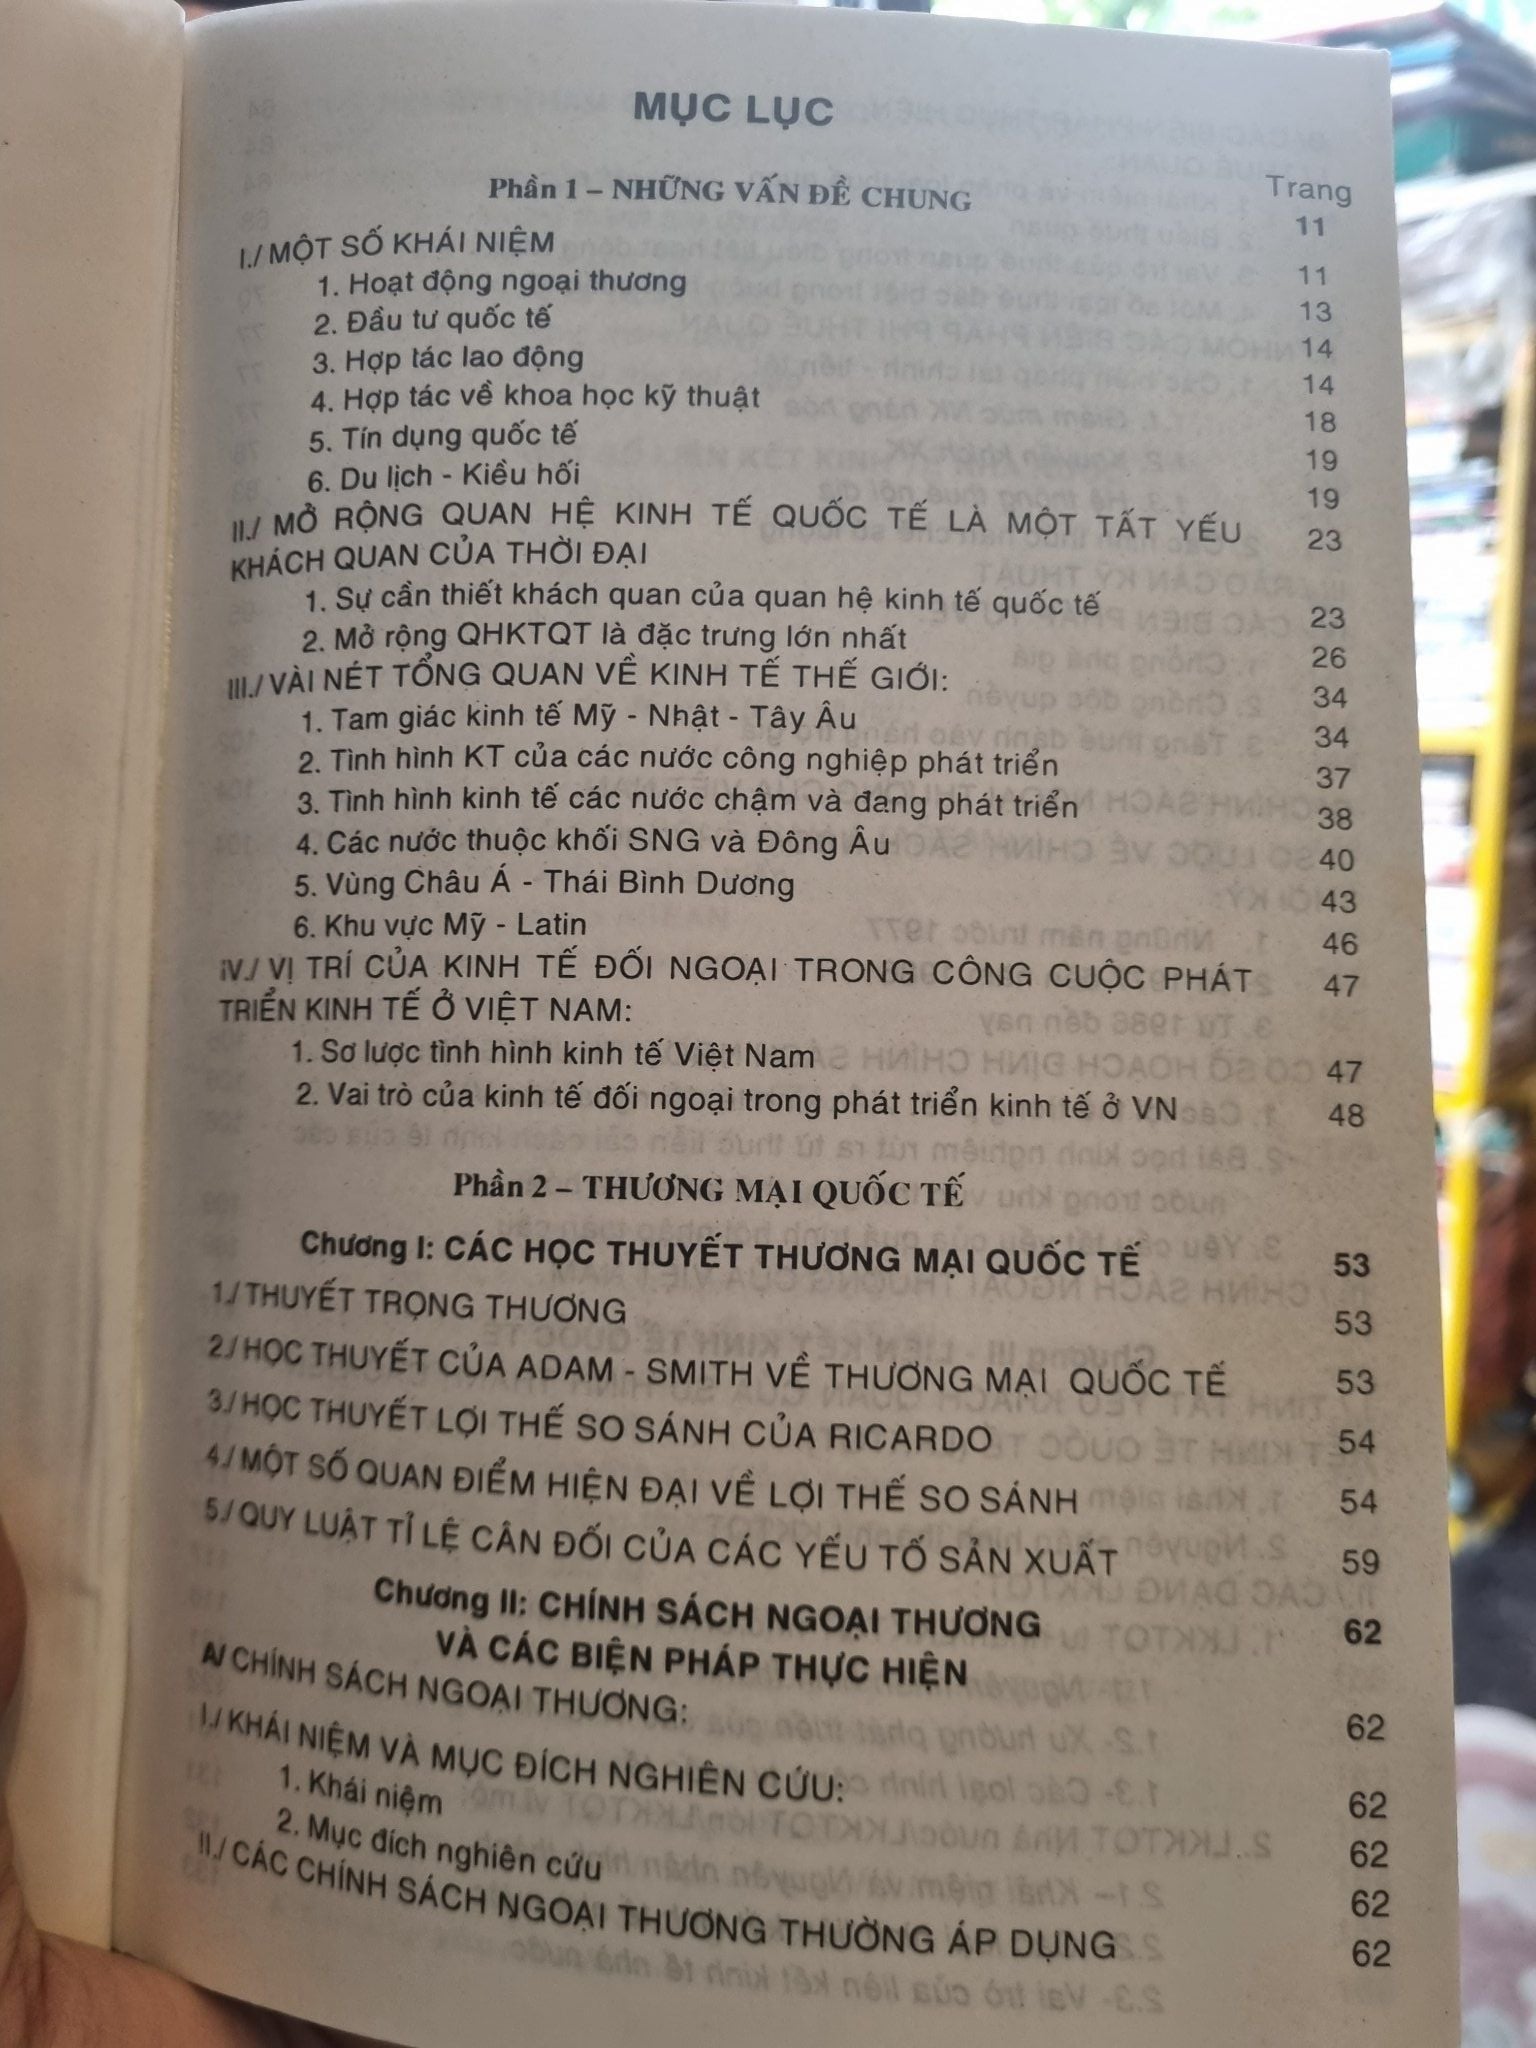 MỤC LỤC
Trang
Phần 1 – NHỮNG VẤN ĐỀ CHUNG 11
I./ MỘT SỐ KHÁI NIỆM 11
1. Hoạt động ngoại thương 13
2. Đầu tư quốc tế 14
3. Hợp tác lao động 14
4. Hợp tác về khoa học kỹ thuật 18
5. Tín dụng quốc tế 19
6. Du lịch - Kiều hối 19
II./ MỞ RỘNG QUAN HỆ KINH TẾ QUỐC TẾ LÀ MỘT TẤT YẾU 23
KHÁCH QUAN CỦA THỜI ĐẠI
1. Sự cần thiết khách quan của quan hệ kinh tế quốc tế 23
2. Mở rộng QHKTQT là đặc trưng lớn nhất 26
III./ VÀI NÉT TỔNG QUAN VỀ KINH TẾ THẾ GIỚI: 34
1. Tam giác kinh tế Mỹ - Nhật - Tây Âu 34
2. Tình hình KT của các nước công nghiệp phát triển 37
3. Tình hình kinh tế các nước chậm và đang phát triển 38
4. Các nước thuộc khối SNG và Đông Âu 40
5. Vùng Châu Á - Thái Bình Dương 43
6. Khu vực Mỹ - Latin 46
IV./ VỊ TRÍ CỦA KINH TẾ ĐỐI NGOẠI TRONG CÔNG CUỘC PHÁT 47
TRIỂN KINH TẾ Ở VIỆT NAM:
1. Sơ lược tình hình kinh tế Việt Nam 47
2. Vai trò của kinh tế đối ngoại trong phát triển kinh tế ở VN 48
Phần 2 – THƯƠNG MẠI QUỐC TẾ
Chương I: CÁC HỌC THUYẾT THƯƠNG MẠI QUỐC TẾ 53
1./ THUYẾT TRỌNG THƯƠNG 53
2./ HỌC THUYẾT CỦA ADAM - SMITH VỀ THƯƠNG MẠI QUỐC TẾ 53
3./ HỌC THUYẾT LỢI THẾ SO SÁNH CỦA RICARDO 54
4./ MỘT SỐ QUAN ĐIỂM HIỆN ĐẠI VỀ LỢI THẾ SO SÁNH 54
5./ QUY LUẬT TỈ LỆ CÂN ĐỐI CỦA CÁC YẾU TỐ SẢN XUẤT 59
Chương II: CHÍNH SÁCH NGOẠI THƯƠNG 62
VÀ CÁC BIỆN PHÁP THỰC HIỆN
A/ CHÍNH SÁCH NGOẠI THƯƠNG: 62
I./ KHÁI NIỆM VÀ MỤC ĐÍCH NGHIÊN CỨU: 62
1. Khái niệm 62
2. Mục đích nghiên cứu 62
II./ CÁC CHÍNH SÁCH NGOẠI THƯƠNG THƯỜNG ÁP DỤNG 62